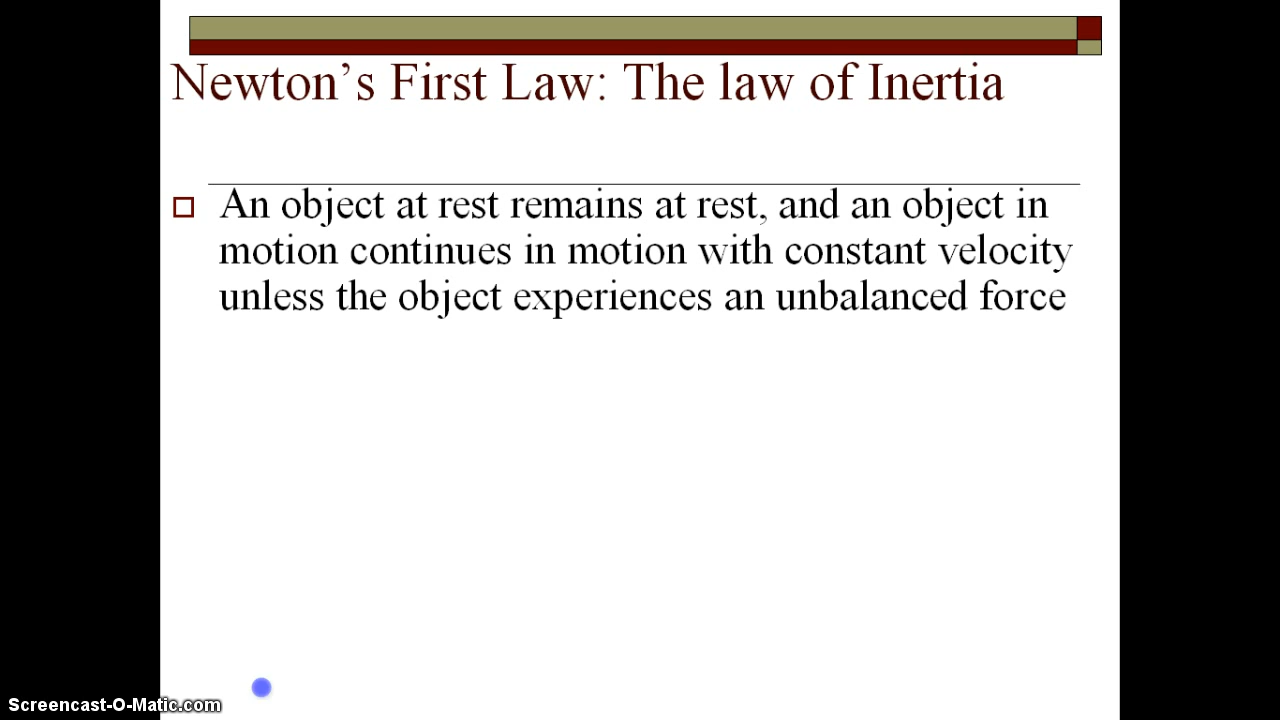 Newton’s First Law: The law of Inertia
An object at rest remains at rest, and an object in
motion continues in motion with constant velocity
unless the object experiences an unbalanced force
Screencast-O-Matic.com